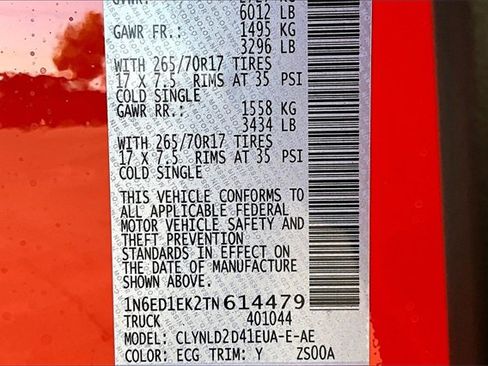 6012 LB
GAWR FR.: 1495 KG
3296 LB
WITH 265/70R17 TIRES
17 X 7.5 RIMS AT 35 PSI
COLD SINGLE
GAWR RR.: 1558 KG
3434 LB
WITH 265/70R17 TIRES
17 X 7.5 RIMS AT 35 PSI
COLD SINGLE
THIS VEHICLE CONFORMS TO
ALL APPLICABLE FEDERAL
MOTOR VEHICLE SAFETY AND
THEFT PREVENTION
STANDARDS IN EFFECT ON
THE DATE OF MANUFACTURE
SHOWN ABOVE.
1N6ED1EK2TN614479
TRUCK 401044
MODEL: CLYNLD2D41EUA-E-AE
COLOR: ECG TRIM: Y ZS00A